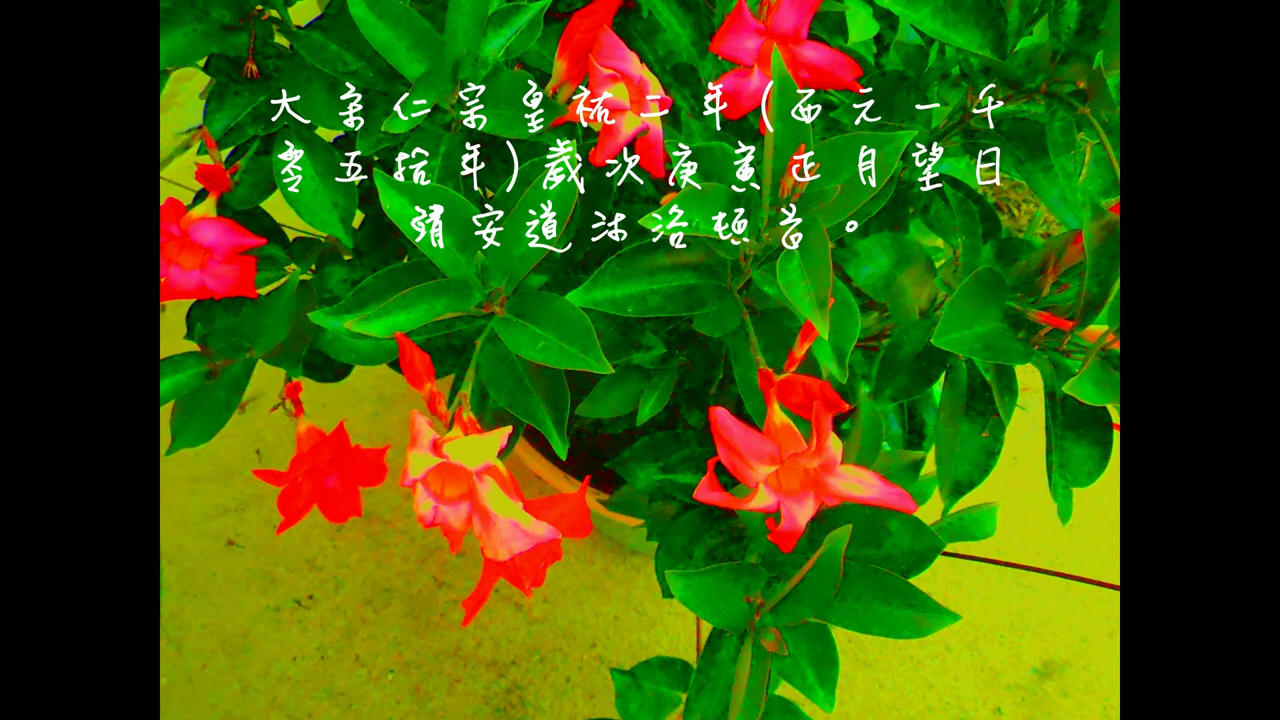 大宋仁宗皇祐二年(西元一千
零五拾年)歲次庚寅正月望日
靖安道沐浴頓首。